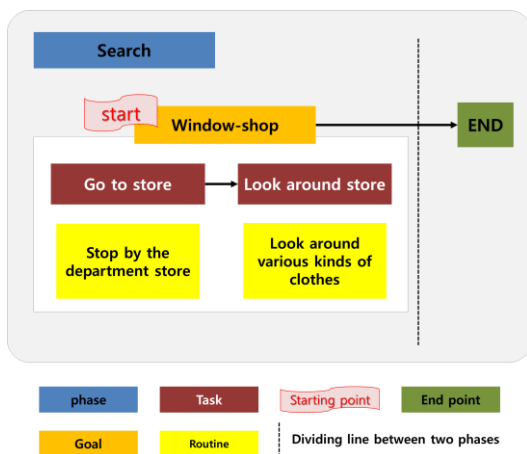 Search
start
Window-shop
END
Go to store
Look around store
Stop by the
department store
Look around
various kinds of
clothes
phase
Task
Starting point
End point
Goal
Routine
Dividing line between two phases